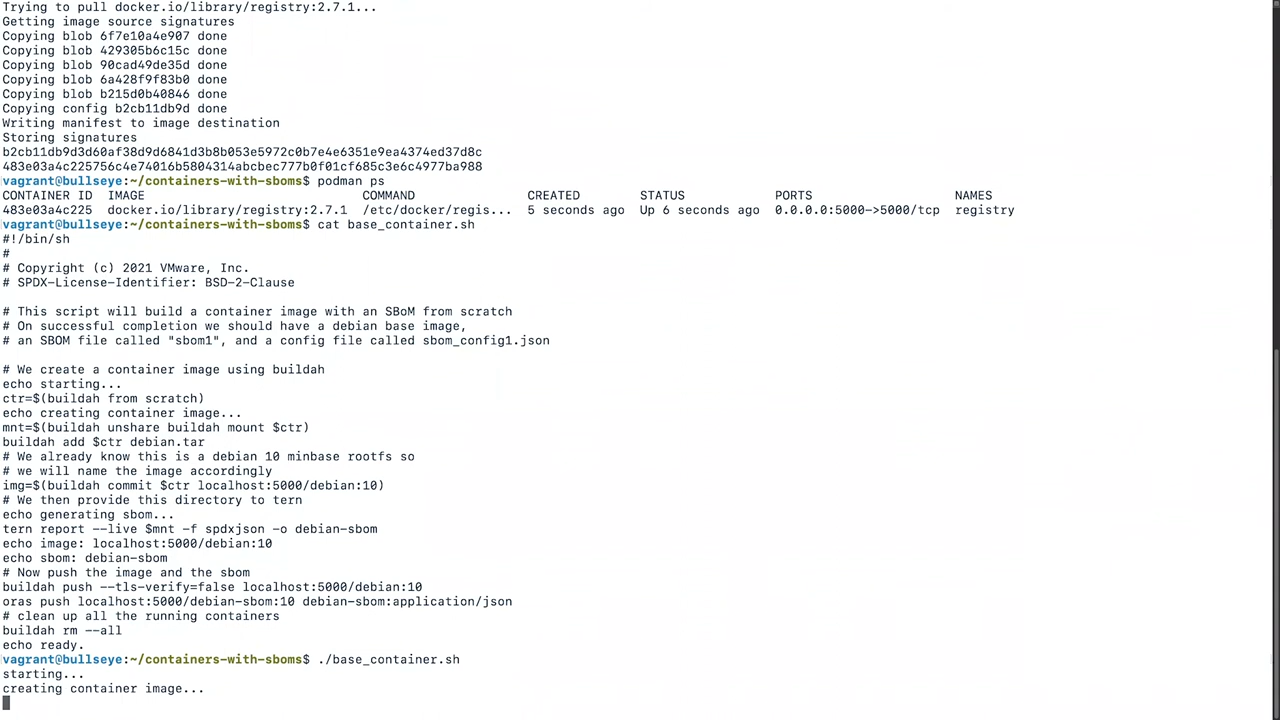 Trying to pull docker.io/library/registry:2.7.1...
Getting image source signatures
Copying blob 6f7e10a4e907 done
Copying blob 429305b6c15c done
Copying blob 90cad49de35d done
Copying blob 6a428f9f83b0 done
Copying blob b215d0b40846 done
Copying config b2cb11db9d done
Writing manifest to image destination
Storing signatures
b2cb11db9d3d60af38d9d6841d3b8b053e5972c0b7e4e6351e9ea4374ed37d8c
483e03a4c225756c4e74016b5804314abcbec777b0f01cf685c3e6c4977ba988
vagrant@bullseye:~/containers-with-sboms$ podman ps
CONTAINER ID  IMAGE                             COMMAND               CREATED        STATUS            PORTS                   NAMES
483e03a4c225  docker.io/library/registry:2.7.1  /etc/docker/regis...  5 seconds ago  Up 6 seconds ago  0.0.0.0:5000->5000/tcp  registry
vagrant@bullseye:~/containers-with-sboms$ cat base_container.sh
#!/bin/sh
#
# Copyright (c) 2021 VMware, Inc.
# SPDX-License-Identifier: BSD-2-Clause

# This script will build a container image with an SBoM from scratch
# On successful completion we should have a debian base image,
# an SBOM file called "sbom1", and a config file called sbom_config1.json

# We create a container image using buildah
echo starting...
ctr=$(buildah from scratch)
echo creating container image...
mnt=$(buildah unshare buildah mount $ctr)
buildah add $ctr debian.tar
# We already know this is a debian 10 minbase rootfs so
# we will name the image accordingly
img=$(buildah commit $ctr localhost:5000/debian:10)
# We then provide this directory to tern
echo generating sbom...
tern report --live $mnt -f spdxjson -o debian-sbom
echo image: localhost:5000/debian:10
echo sbom: debian-sbom
# Now push the image and the sbom
buildah push --tls-verify=false localhost:5000/debian:10
oras push localhost:5000/debian-sbom:10 debian-sbom:application/json
# clean up all the running containers
buildah rm --all
echo ready.
vagrant@bullseye:~/containers-with-sboms$ ./base_container.sh
starting...
creating container image...